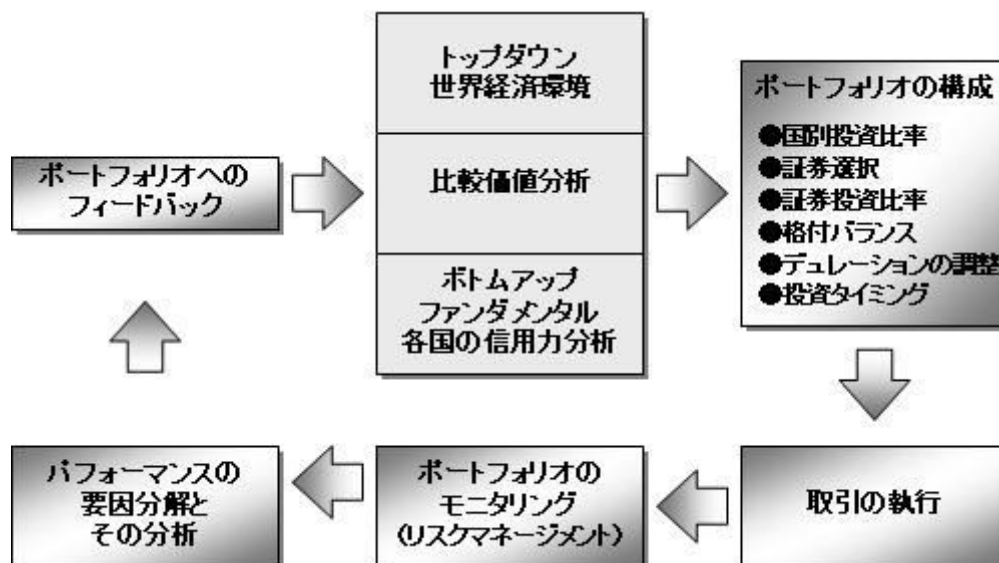 ポートフォリオへの
フィードバック
トップダウン
世界経済環境
比較価値分析
ボトムアップ
ファンダメンタル
各国の信用力分析
ポートフォリオの構成
●国別投資比率
●証券選択
●証券投資比率
●格付バランス
●デュレーションの調整
●投資タイミング
取引の執行
ポートフォリオの
モニタリング
(リスクマネージメント)
パフォーマンスの
要因分解と
その分析